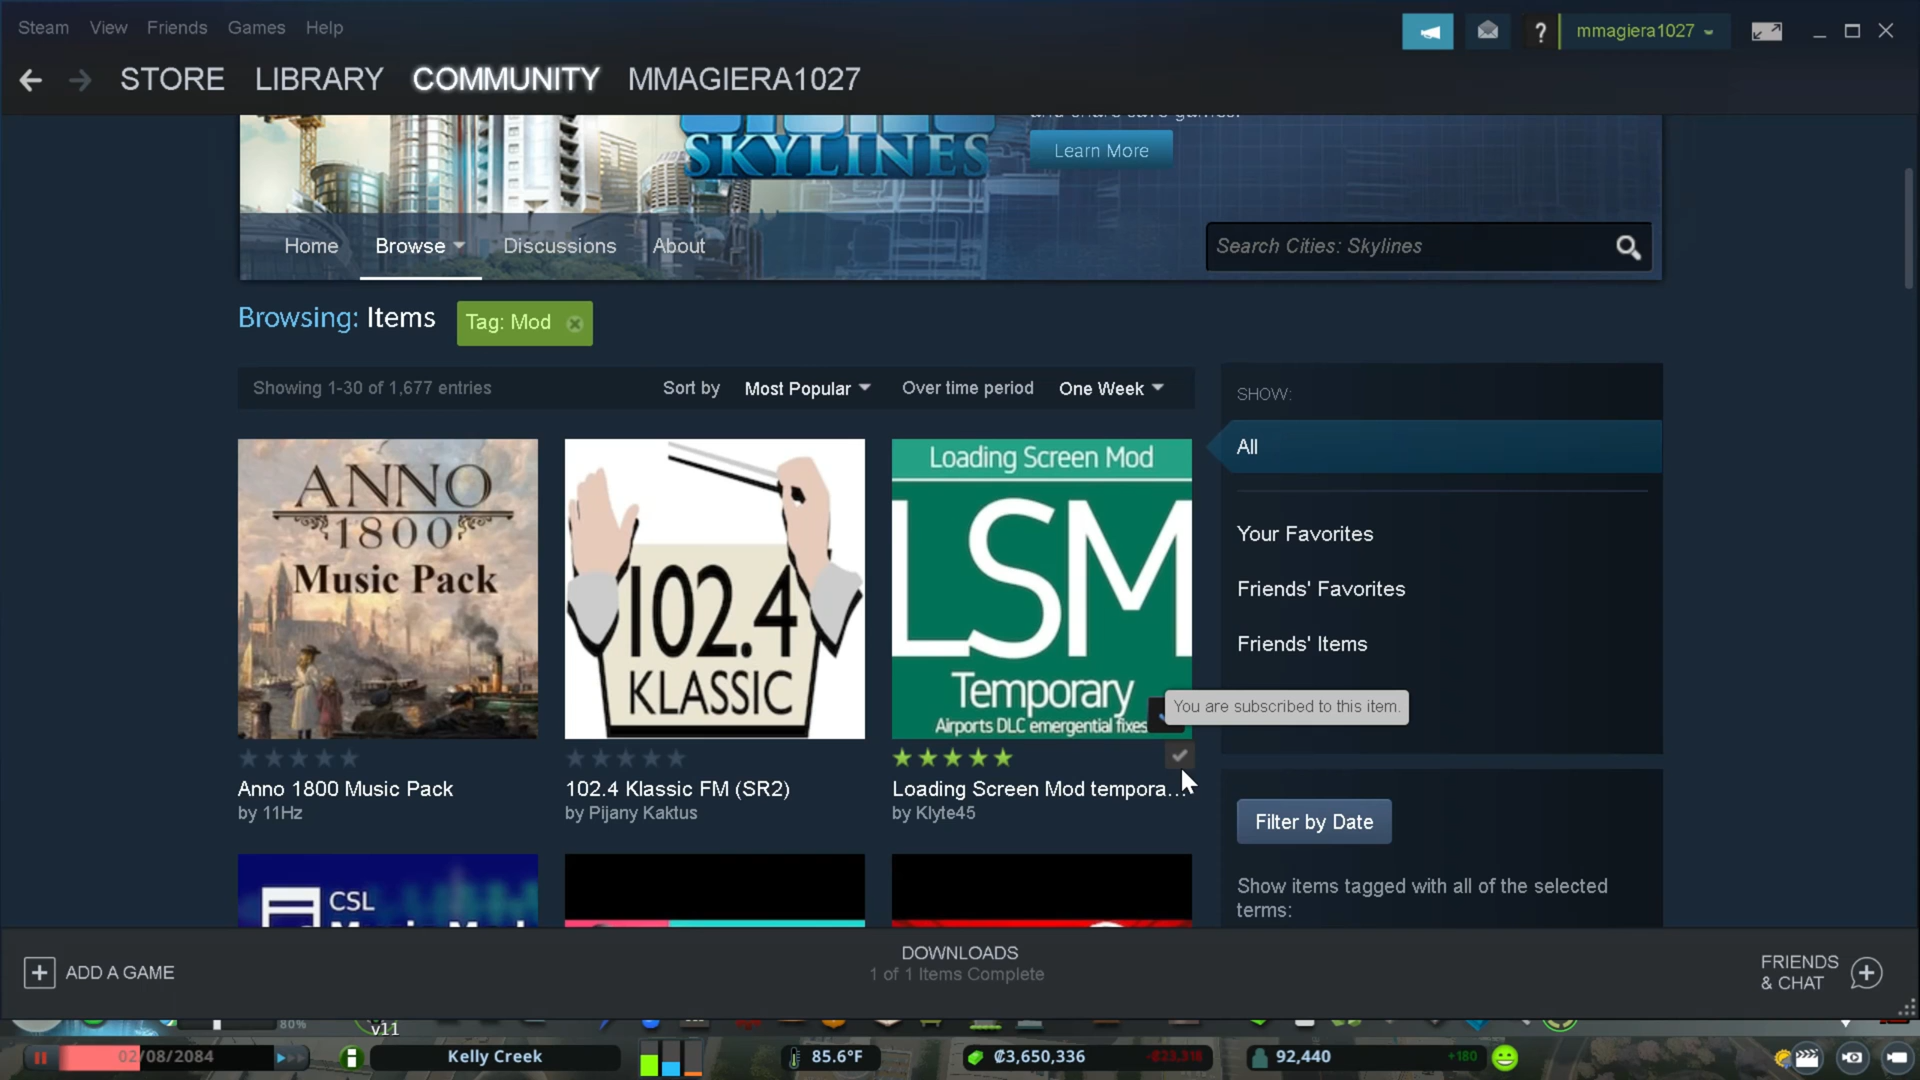 Steam View Friends Games Help
mmagiera1027
STORE LIBRARY COMMUNITY MMAGIERA1027
SKYLINES
Learn More
Home Browse Discussions About
Search Cities: Skylines
Browsing: Items Tag: Mod
Showing 1-30 of 1,677 entries Sort by Most Popular Over time period One Week
SHOW:
All
Your Favorites
Friends' Favorites
Friends' Items
ANNO
1800
Music Pack
102.4
KLASSIC
Loading Screen Mod
LSM
Temporary
Airports DLC emergential fixes
You are subscribed to this item.
Anno 1800 Music Pack
by 11Hz
102.4 Klassic FM (SR2)
by Pijany Kaktus
Loading Screen Mod tempora...
by Klyte45
Filter by Date
Show items tagged with all of the selected
terms:
CSL
ADD A GAME
DOWNLOADS
1 of 1 Items Complete
FRIENDS
& CHAT
80%
v11
02/08/2084
Kelly Creek
85.6°F
₡3,650,336
92,440
+180